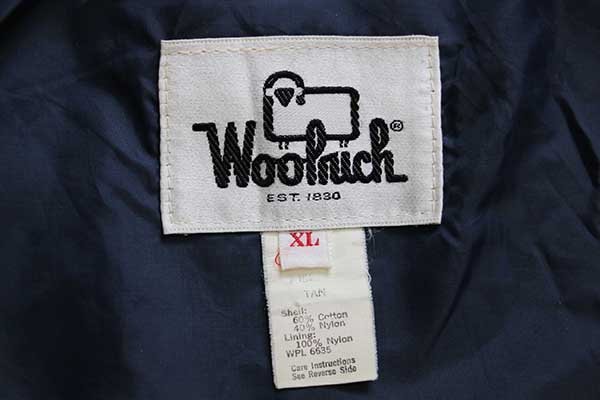 Woolrich®
EST. 1830
XL
TAN
Shell:
60% Cotton
40% Nylon
Lining:
100% Nylon
WPL 6635
Care Instructions
See Reverse Side